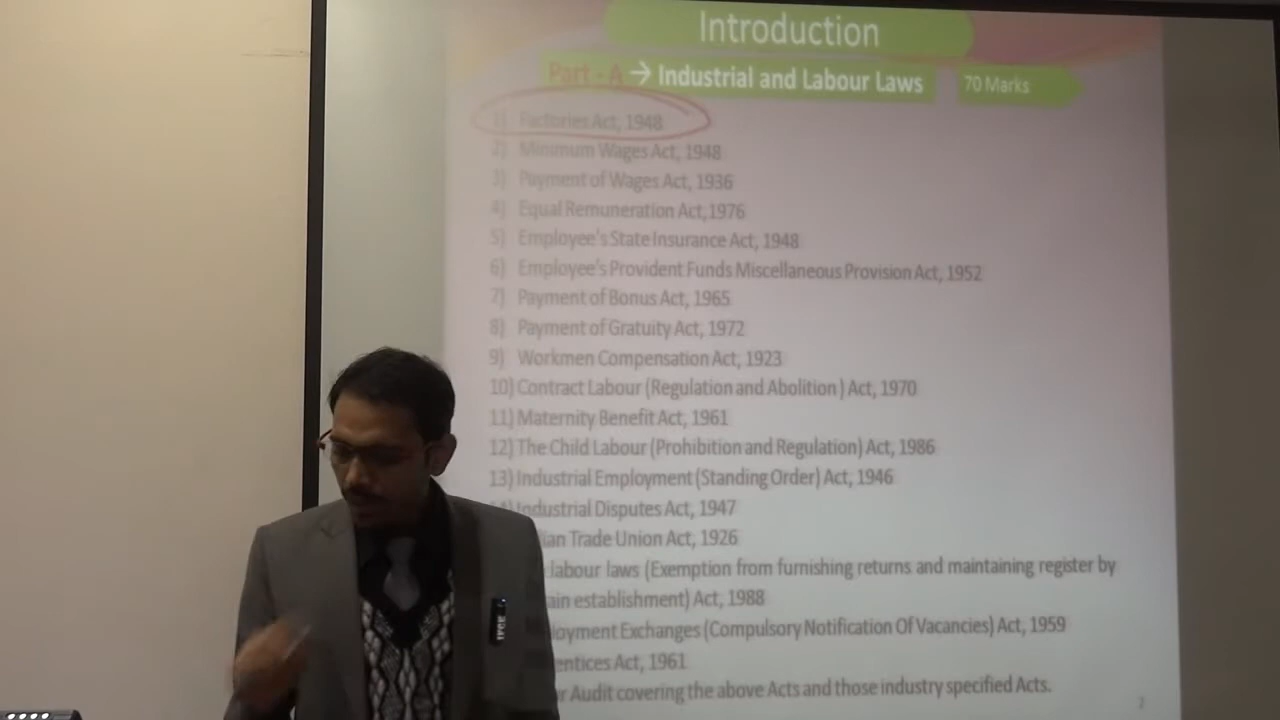 Introduction
Part - A → Industrial and Labour Laws 70 Marks
1) Factories Act, 1948
2) Minimum Wages Act, 1948
3) Payment of Wages Act, 1936
4) Equal Remuneration Act,1976
5) Employee's State Insurance Act, 1948
6) Employee's Provident Funds Miscellaneous Provision Act, 1952
7) Payment of Bonus Act, 1965
8) Payment of Gratuity Act, 1972
9) Workmen Compensation Act, 1923
10) Contract Labour (Regulation and Abolition) Act, 1970
11) Maternity Benefit Act, 1961
12) The Child Labour (Prohibition and Regulation) Act, 1986
13) Industrial Employment (Standing Order) Act, 1946
14) Industrial Disputes Act, 1947
ian Trade Union Act, 1926
labour laws (Exemption from furnishing returns and maintaining register by
ain establishment) Act, 1988
loyment Exchanges (Compulsory Notification Of Vacancies) Act, 1959
entices Act, 1961
r Audit covering the above Acts and those industry specified Acts.
2